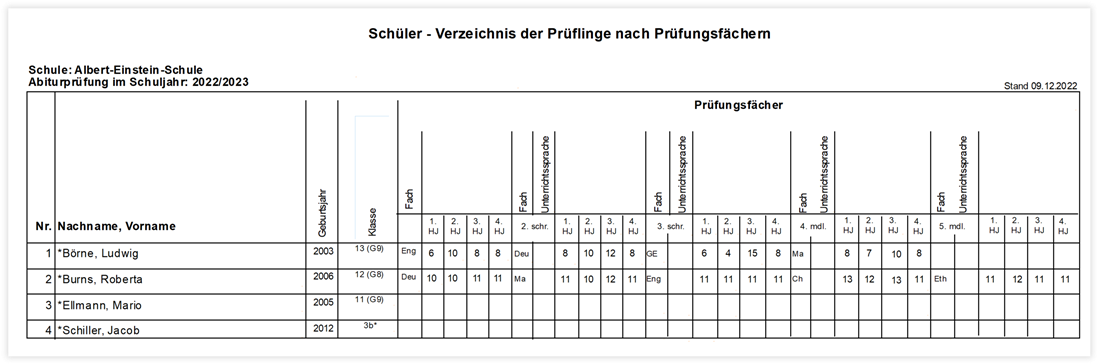 Schüler - Verzeichnis der Prüflinge nach Prüfungsfächern
Schule: Albert-Einstein-Schule
Abiturprüfung im Schuljahr: 2022/2023
Stand 09.12.2022
Prüfungsfächer
Nr. Nachname, Vorname Geburtsjahr Klasse Fach 1. HJ 2. HJ 3. HJ 4. HJ Fach Unterrichtssprache 2. schr. 1. HJ 2. HJ 3. HJ 4. HJ Fach Unterrichtssprache 3. schr. 1. HJ 2. HJ 3. HJ 4. HJ Fach Unterrichtssprache 4. mdl. 1. HJ 2. HJ 3. HJ 4. HJ Fach Unterrichtssprache 5. mdl. 1. HJ 2. HJ 3. HJ 4. HJ
1 *Börne, Ludwig 2003 13 (G9) Eng 6 10 8 8 Deu 8 10 12 8 GE 6 4 15 8 Ma 8 7 10 8
2 *Burns, Roberta 2006 12 (G8) Deu 10 10 11 11 Ma 11 10 12 11 Eng 11 11 11 11 Ch 13 12 13 11 Eth 11 12 11 11
3 *Ellmann, Mario 2005 11 (G9)
4 *Schiller, Jacob 2012 3b*